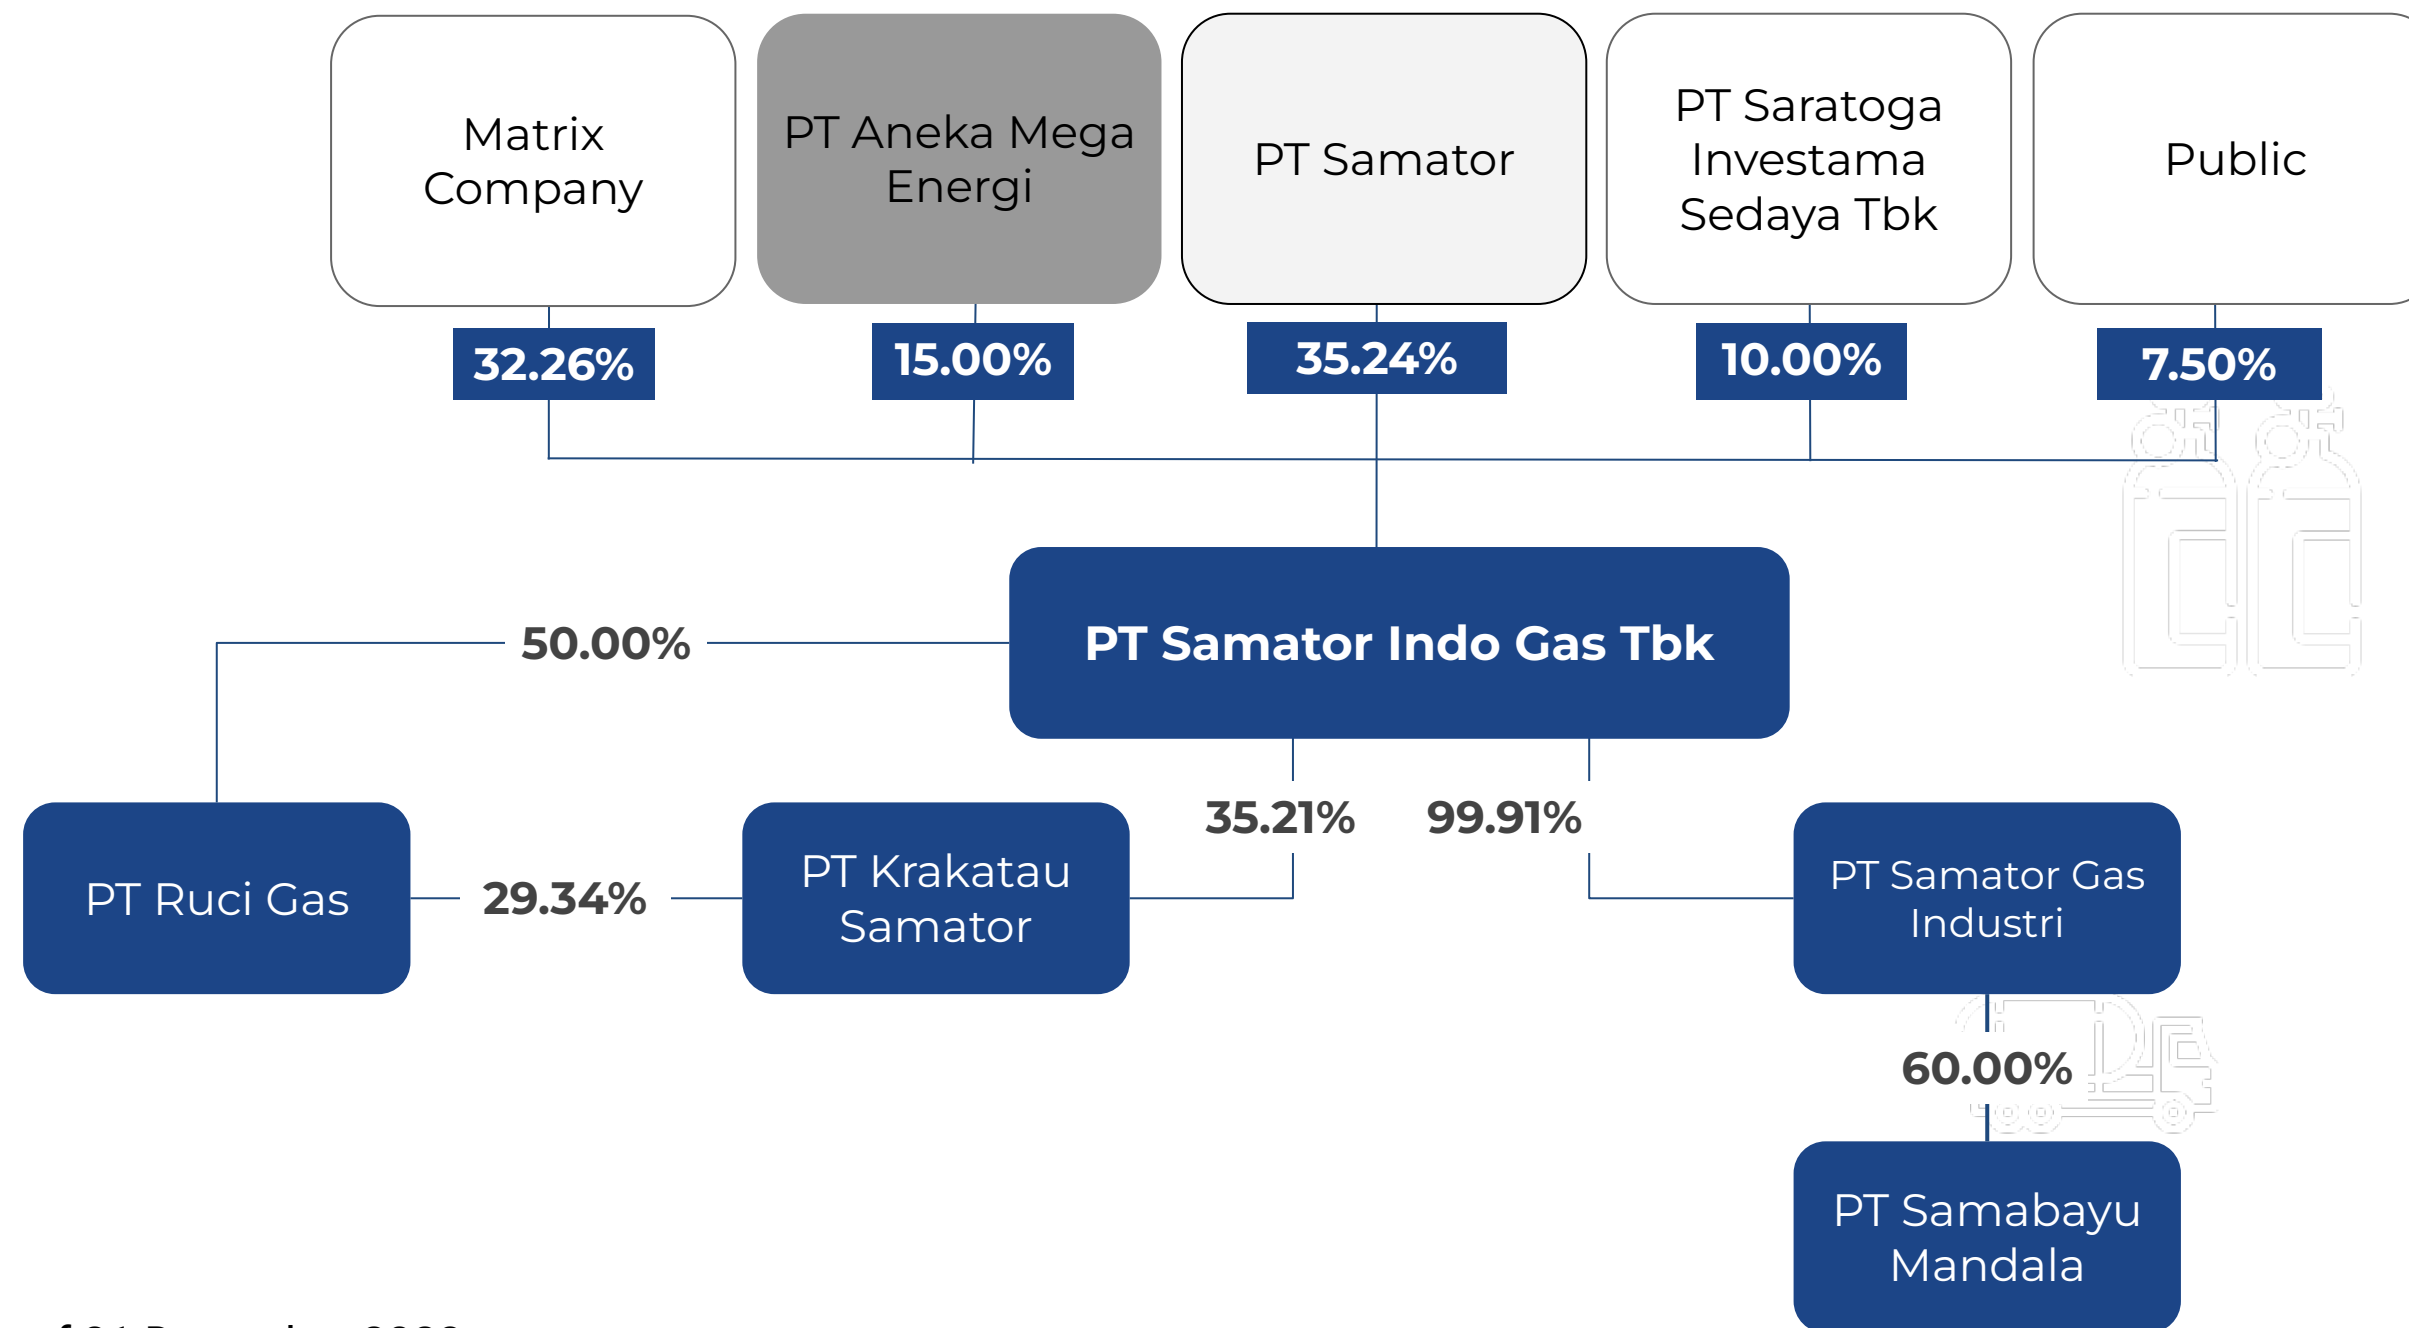 Matrix
Company
PT Aneka Mega
Energi
PT Samator
PT Saratoga
Investama
Sedaya Tbk
Public
32.26%
15.00%
35.24%
10.00%
7.50%
50.00%
PT Samator Indo Gas Tbk
35.21%
99.91%
PT Ruci Gas
29.34%
PT Krakatau
Samator
PT Samator Gas
Industri
60.00%
PT Samabayu
Mandala